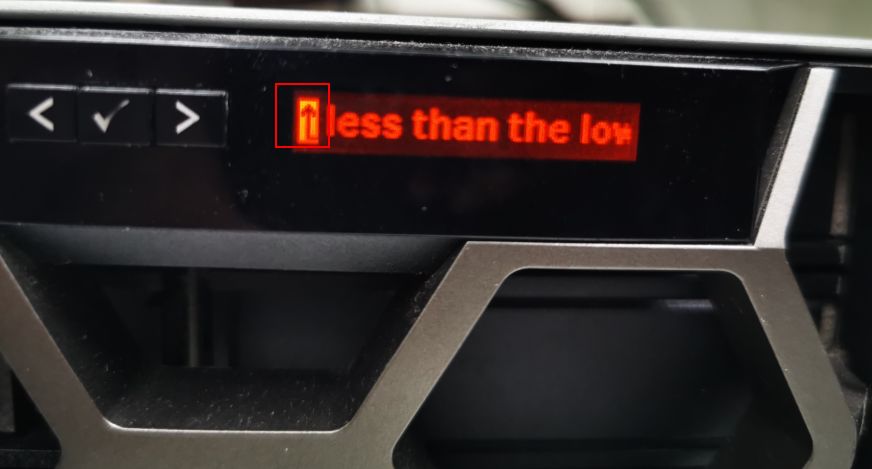 less than the low